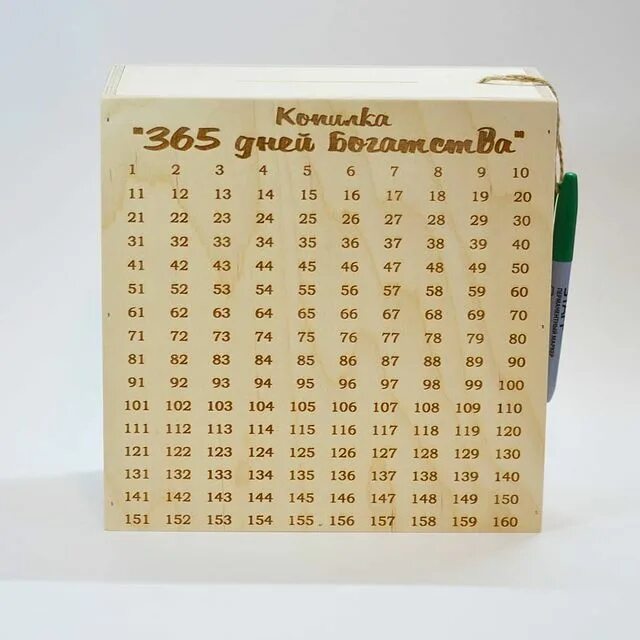 Копилка
"365 дней Богатства"
1 2 3 4 5 6 7 8 9 10
11 12 13 14 15 16 17 18 19 20
21 22 23 24 25 26 27 28 29 30
31 32 33 34 35 36 37 38 39 40
41 42 43 44 45 46 47 48 49 50
51 52 53 54 55 56 57 58 59 60
61 62 63 64 65 66 67 68 69 70
71 72 73 74 75 76 77 78 79 80
81 82 83 84 85 86 87 88 89 90
91 92 93 94 95 96 97 98 99 100
101 102 103 104 105 106 107 108 109 110
111 112 113 114 115 116 117 118 119 120
121 122 123 124 125 126 127 128 129 130
131 132 133 134 135 136 137 138 139 140
141 142 143 144 145 146 147 148 149 150
151 152 153 154 155 156 157 158 159 160
ПЕРМАНЕНТНЫЙ МАРКЕР